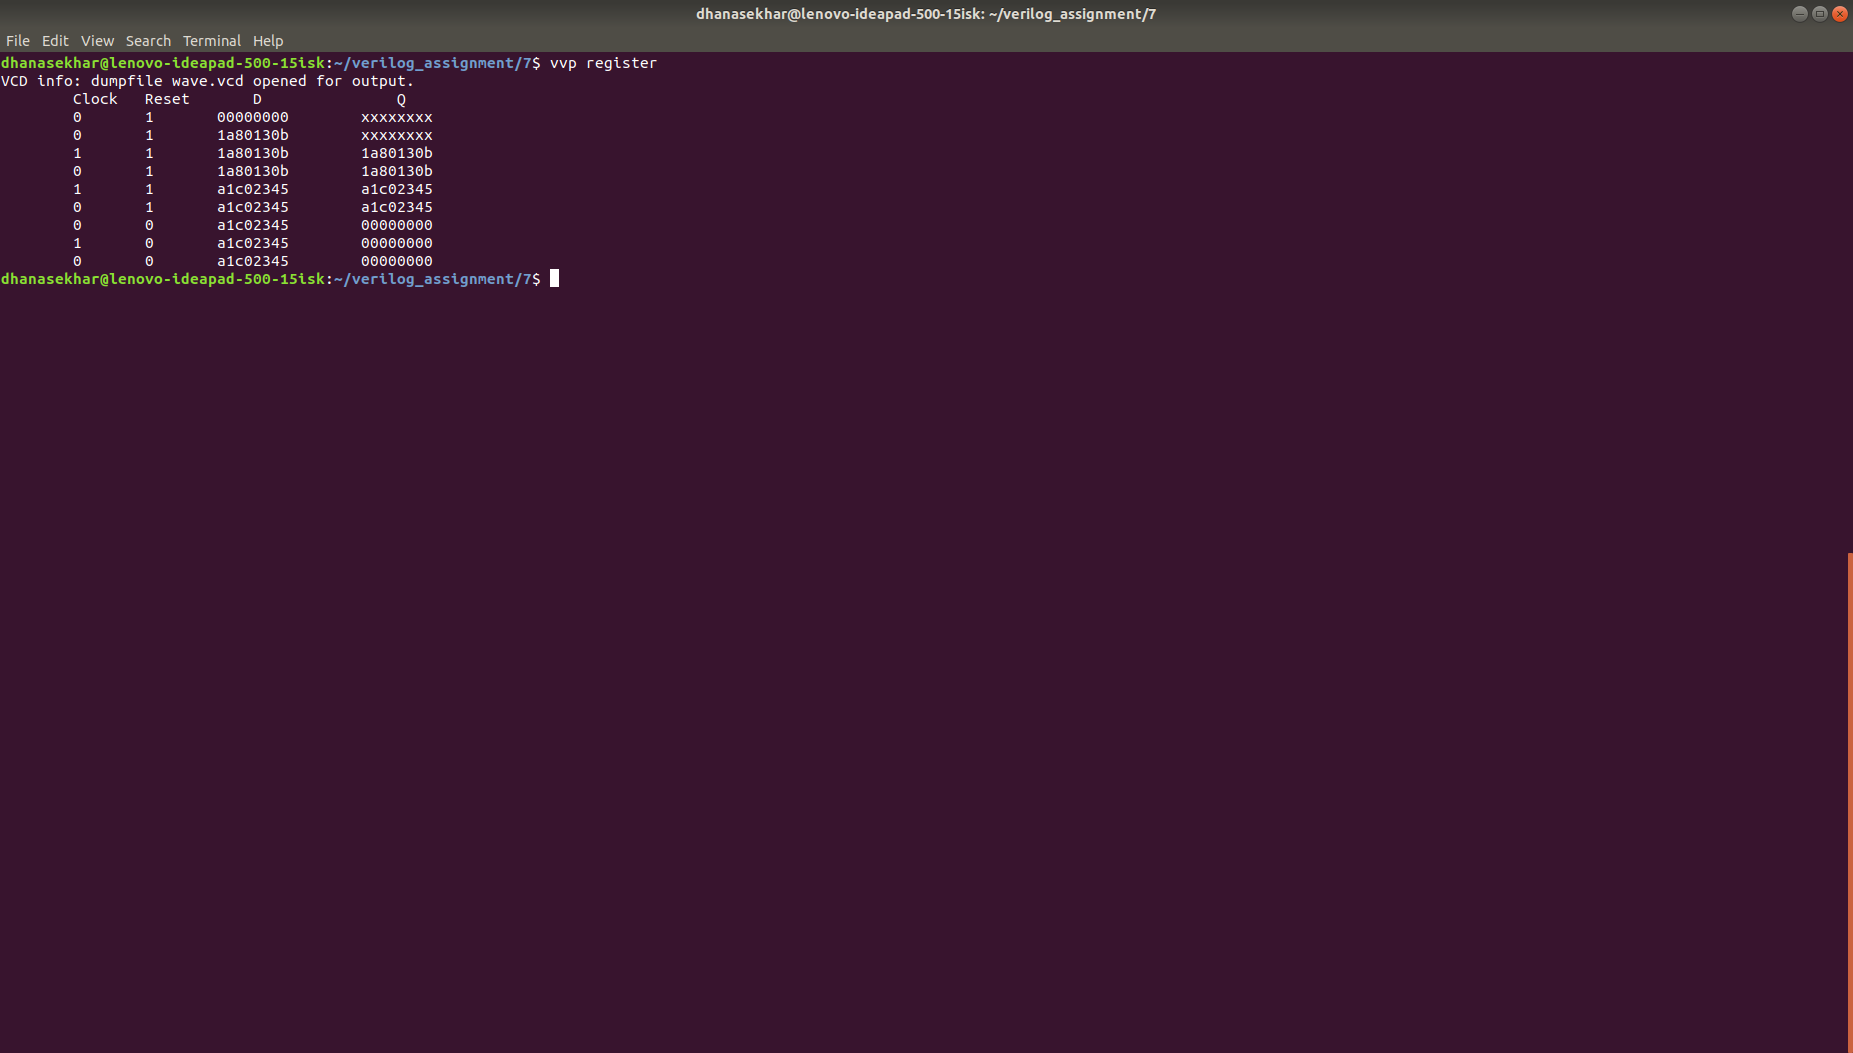 dhanasekhar@lenovo-ideapad-500-15isk: ~/verilog_assignment/7
File Edit View Search Terminal Help
dhanasekhar@lenovo-ideapad-500-15isk:~/verilog_assignment/7$ vvp register
VCD info: dumpfile wave.vcd opened for output.
        Clock   Reset       D               Q
        0       1       00000000        xxxxxxxx
        0       1       1a80130b        xxxxxxxx
        1       1       1a80130b        1a80130b
        0       1       1a80130b        1a80130b
        1       1       a1c02345        a1c02345
        0       1       a1c02345        a1c02345
        0       0       a1c02345        00000000
        1       0       a1c02345        00000000
        0       0       a1c02345        00000000
dhanasekhar@lenovo-ideapad-500-15isk:~/verilog_assignment/7$